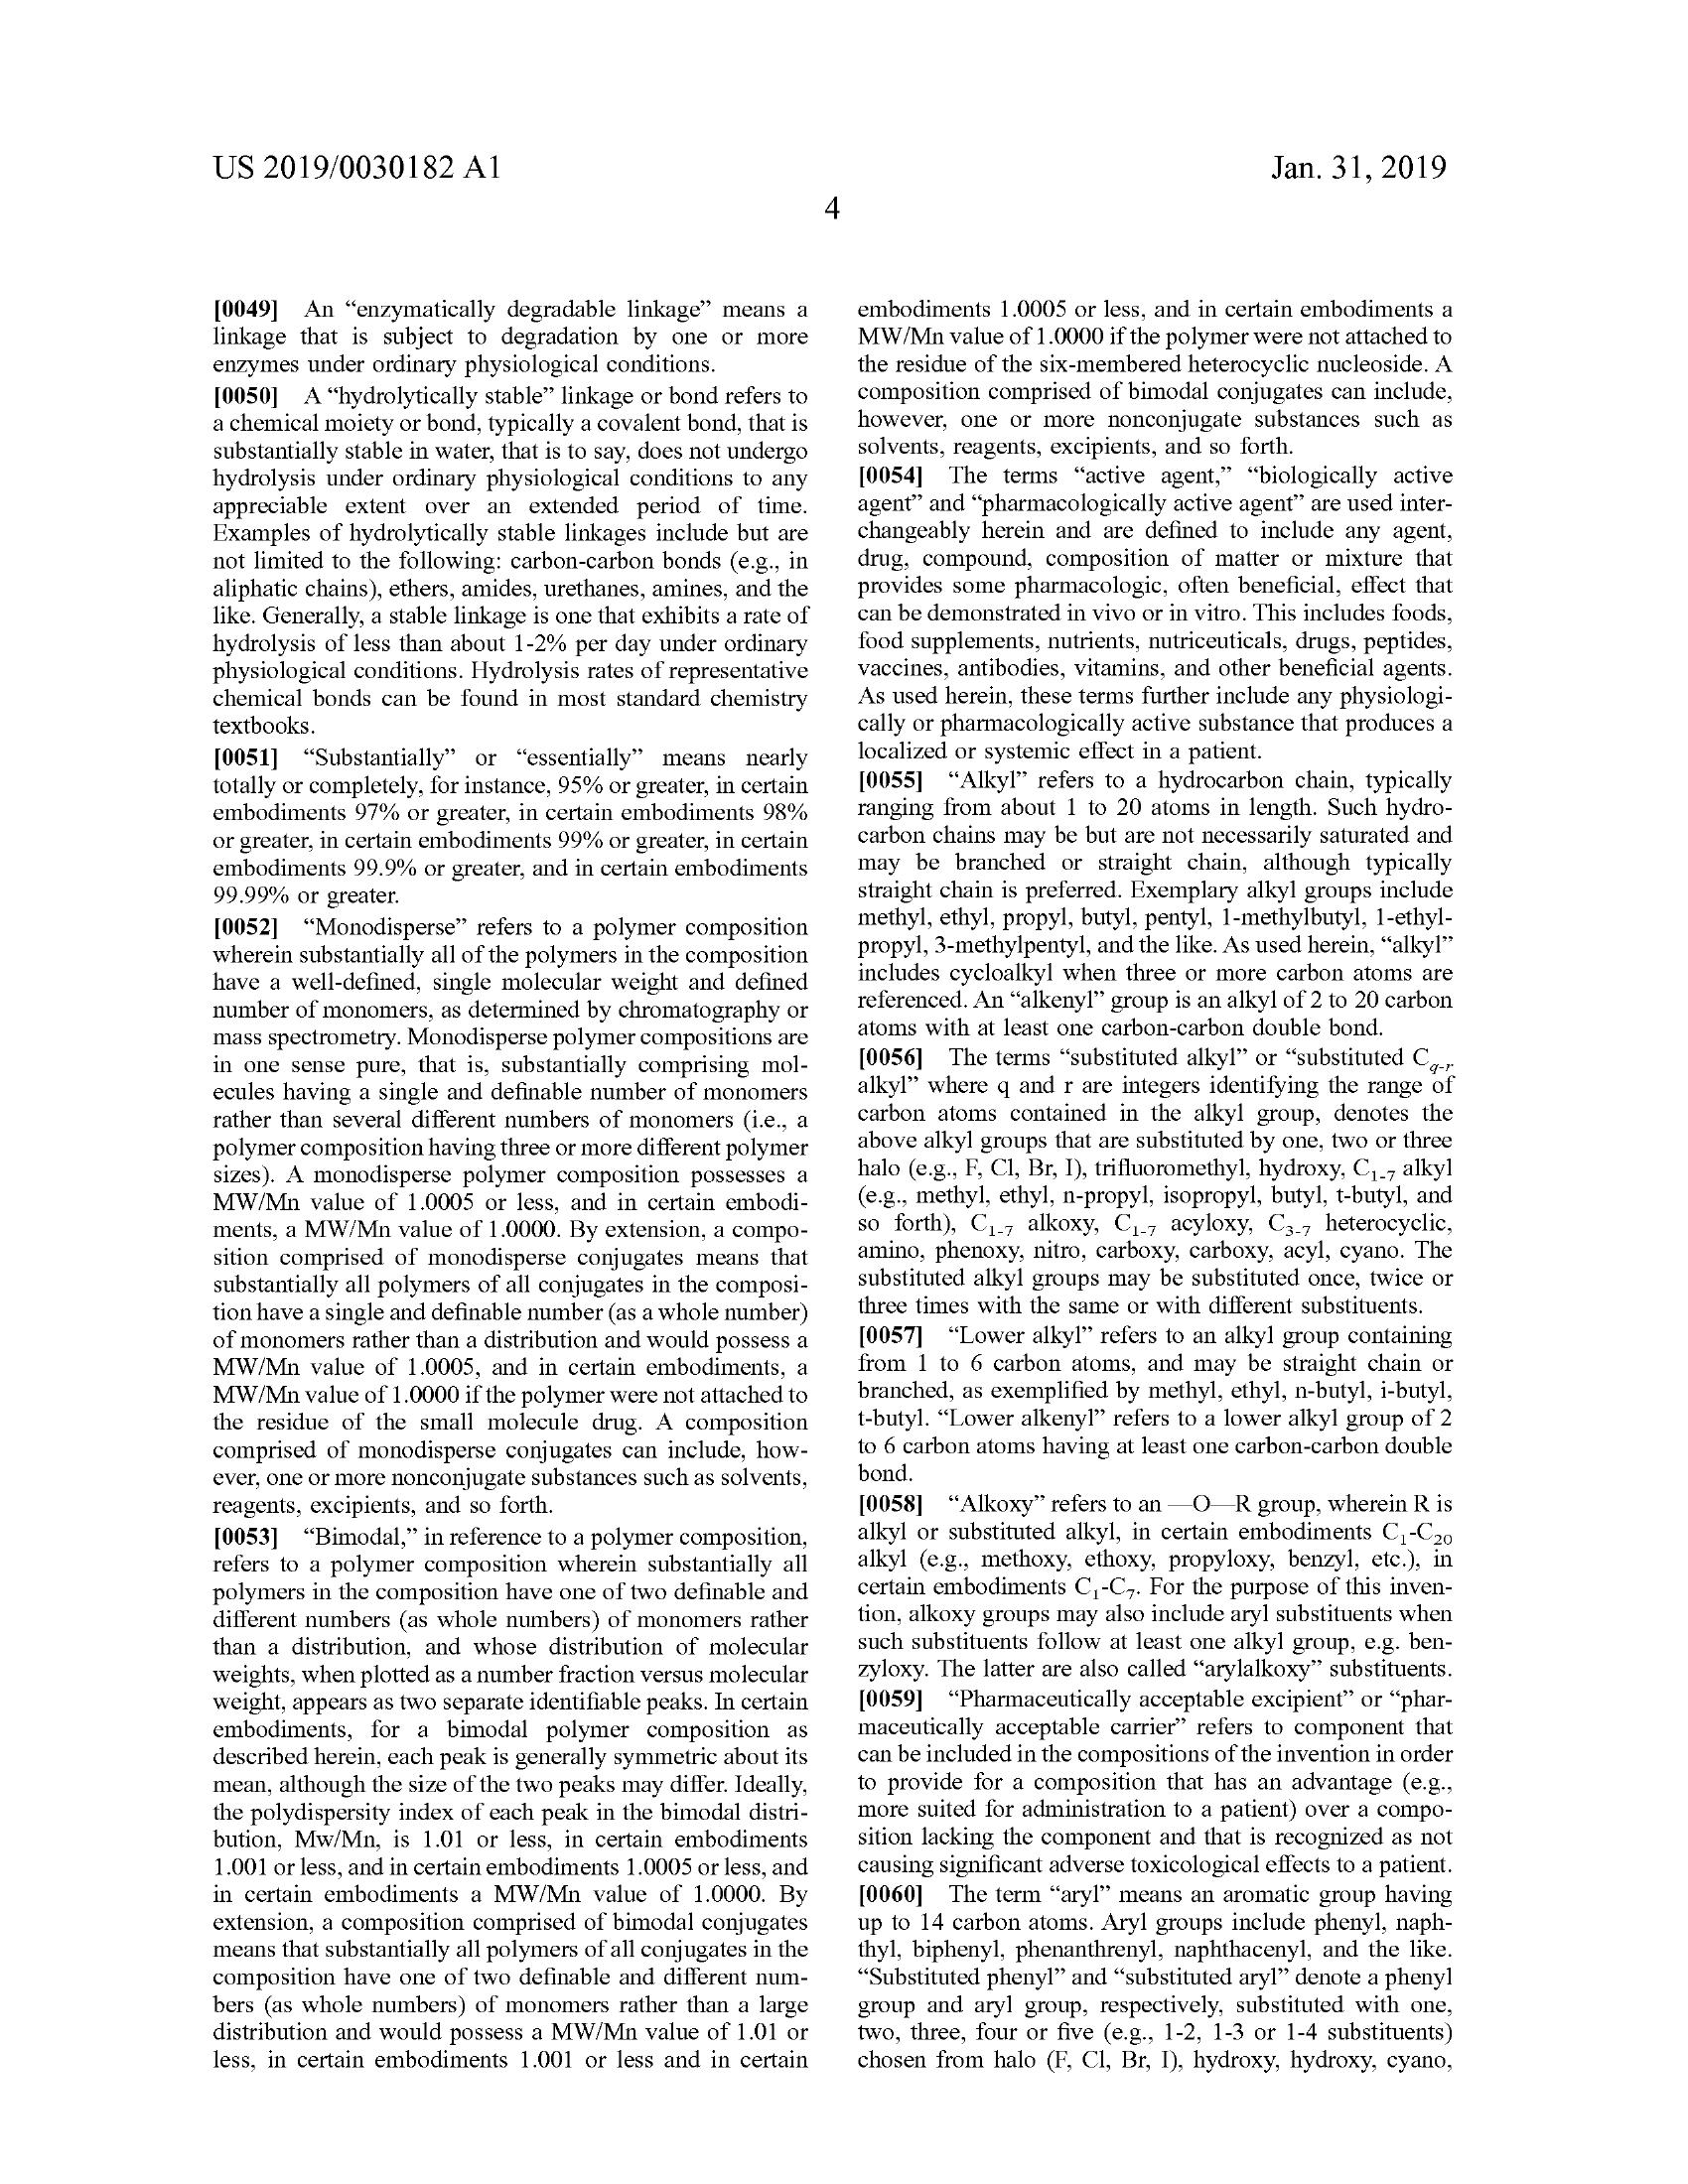 US 2019/0030182 A1
Jan. 31, 2019
4
[0049] An “enzymatically degradable linkage” means a
linkage that is subject to degradation by one or more
enzymes under ordinary physiological conditions.
[0050] A “hydrolytically stable” linkage or bond refers to
a chemical moiety or bond, typically a covalent bond, that is
substantially stable in water, that is to say, does not undergo
hydrolysis under ordinary physiological conditions to any
appreciable extent over an extended period of time.
Examples of hydrolytically stable linkages include but are
not limited to the following: carbon-carbon bonds (e.g., in
aliphatic chains), ethers, amides, urethanes, amines, and the
like. Generally, a stable linkage is one that exhibits a rate of
hydrolysis of less than about 1-2% per day under ordinary
physiological conditions. Hydrolysis rates of representative
chemical bonds can be found in most standard chemistry
textbooks.
[0051] “Substantially” or “essentially” means nearly
totally or completely, for instance, 95% or greater, in certain
embodiments 97% or greater, in certain embodiments 98%
or greater, in certain embodiments 99% or greater, in certain
embodiments 99.9% or greater, and in certain embodiments
99.99% or greater.
[0052] “Monodisperse” refers to a polymer composition
wherein substantially all of the polymers in the composition
have a well-defined, single molecular weight and defined
number of monomers, as determined by chromatography or
mass spectrometry. Monodisperse polymer compositions are
in one sense pure, that is, substantially comprising mol-
ecules having a single and definable number of monomers
rather than several different numbers of monomers (i.e., a
polymer composition having three or more different polymer
sizes). A monodisperse polymer composition possesses a
MW/Mn value of 1.0005 or less, and in certain embodi-
ments, a MW/Mn value of 1.0000. By extension, a compo-
sition comprised of monodisperse conjugates means that
substantially all polymers of all conjugates in the composi-
tion have a single and definable number (as a whole number)
of monomers rather than a distribution and would possess a
MW/Mn value of 1.0005, and in certain embodiments, a
MW/Mn value of 1.0000 if the polymer were not attached to
the residue of the small molecule drug. A composition
comprised of monodisperse conjugates can include, how-
ever, one or more nonconjugate substances such as solvents,
reagents, excipients, and so forth.
[0053] “Bimodal,” in reference to a polymer composition,
refers to a polymer composition wherein substantially all
polymers in the composition have one of two definable and
different numbers (as whole numbers) of monomers rather
than a distribution, and whose distribution of molecular
weights, when plotted as a number fraction versus molecular
weight, appears as two separate identifiable peaks. In certain
embodiments, for a bimodal polymer composition as
described herein, each peak is generally symmetric about its
mean, although the size of the two peaks may differ. Ideally,
the polydispersity index of each peak in the bimodal distri-
bution, Mw/Mn, is 1.01 or less, in certain embodiments
1.001 or less, and in certain embodiments 1.0005 or less, and
in certain embodiments a MW/Mn value of 1.0000. By
extension, a composition comprised of bimodal conjugates
means that substantially all polymers of all conjugates in the
composition have one of two definable and different num-
bers (as whole numbers) of monomers rather than a large
distribution and would possess a MW/Mn value of 1.01 or
less, in certain embodiments 1.001 or less and in certain
embodiments 1.0005 or less, and in certain embodiments a
MW/Mn value of 1.0000 if the polymer were not attached to
the residue of the six-membered heterocyclic nucleoside. A
composition comprised of bimodal conjugates can include,
however, one or more nonconjugate substances such as
solvents, reagents, excipients, and so forth.
[0054] The terms “active agent,” “biologically active
agent” and “pharmacologically active agent” are used inter-
changeably herein and are defined to include any agent,
drug, compound, composition of matter or mixture that
provides some pharmacologic, often beneficial, effect that
can be demonstrated in vivo or in vitro. This includes foods,
food supplements, nutrients, nutriceuticals, drugs, peptides,
vaccines, antibodies, vitamins, and other beneficial agents.
As used herein, these terms further include any physiologi-
cally or pharmacologically active substance that produces a
localized or systemic effect in a patient.
[0055] “Alkyl” refers to a hydrocarbon chain, typically
ranging from about 1 to 20 atoms in length. Such hydro-
carbon chains may be but are not necessarily saturated and
may be branched or straight chain, although typically
straight chain is preferred. Exemplary alkyl groups include
methyl, ethyl, propyl, butyl, pentyl, 1-methylbutyl, 1-ethyl-
propyl, 3-methylpentyl, and the like. As used herein, “alkyl”
includes cycloalkyl when three or more carbon atoms are
referenced. An “alkenyl” group is an alkyl of 2 to 20 carbon
atoms with at least one carbon-carbon double bond.
[0056] The terms “substituted alkyl” or “substituted C_q-r
alkyl” where q and r are integers identifying the range of
carbon atoms contained in the alkyl group, denotes the
above alkyl groups that are substituted by one, two or three
halo (e.g., F, Cl, Br, I), trifluoromethyl, hydroxy, C₁₋₇ alkyl
(e.g., methyl, ethyl, n-propyl, isopropyl, butyl, t-butyl, and
so forth), C₁₋₇ alkoxy, C₁₋₇ acyloxy, C₃₋₇ heterocyclic,
amino, phenoxy, nitro, carboxy, carboxy, acyl, cyano. The
substituted alkyl groups may be substituted once, twice or
three times with the same or with different substituents.
[0057] “Lower alkyl” refers to an alkyl group containing
from 1 to 6 carbon atoms, and may be straight chain or
branched, as exemplified by methyl, ethyl, n-butyl, i-butyl,
t-butyl. “Lower alkenyl” refers to a lower alkyl group of 2
to 6 carbon atoms having at least one carbon-carbon double
bond.
[0058] “Alkoxy” refers to an —O—R group, wherein R is
alkyl or substituted alkyl, in certain embodiments C₁-C₂₀
alkyl (e.g., methoxy, ethoxy, propyloxy, benzyl, etc.), in
certain embodiments C₁-C₇. For the purpose of this inven-
tion, alkoxy groups may also include aryl substituents when
such substituents follow at least one alkyl group, e.g. ben-
zyloxy. The latter are also called “arylalkoxy” substituents.
[0059] “Pharmaceutically acceptable excipient” or “phar-
maceutically acceptable carrier” refers to component that
can be included in the compositions of the invention in order
to provide for a composition that has an advantage (e.g.,
more suited for administration to a patient) over a compo-
sition lacking the component and that is recognized as not
causing significant adverse toxicological effects to a patient.
[0060] The term “aryl” means an aromatic group having
up to 14 carbon atoms. Aryl groups include phenyl, naph-
thyl, biphenyl, phenanthrenyl, naphthacenyl, and the like.
“Substituted phenyl” and “substituted aryl” denote a phenyl
group and aryl group, respectively, substituted with one,
two, three, four or five (e.g., 1-2, 1-3 or 1-4 substituents)
chosen from halo (F, Cl, Br, I), hydroxy, hydroxy, cyano,